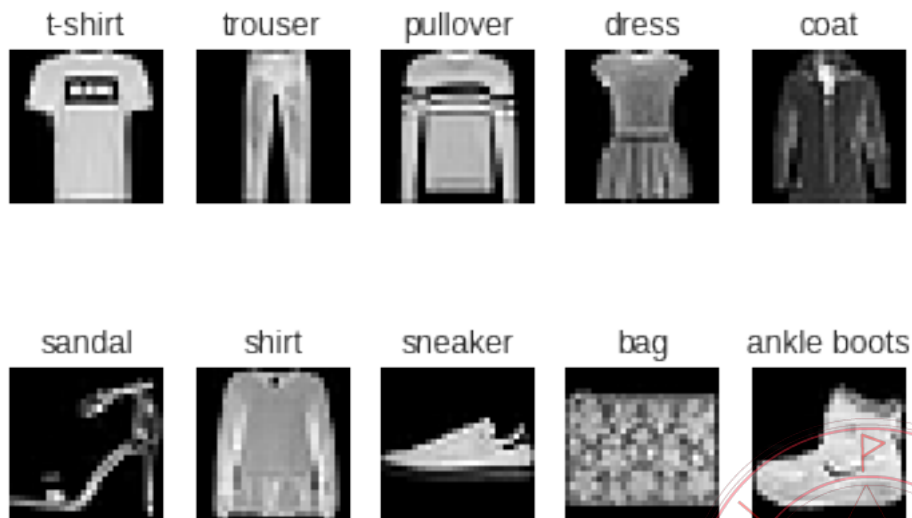 t-shirt trouser pullover dress coat
sandal shirt sneaker bag ankle boots